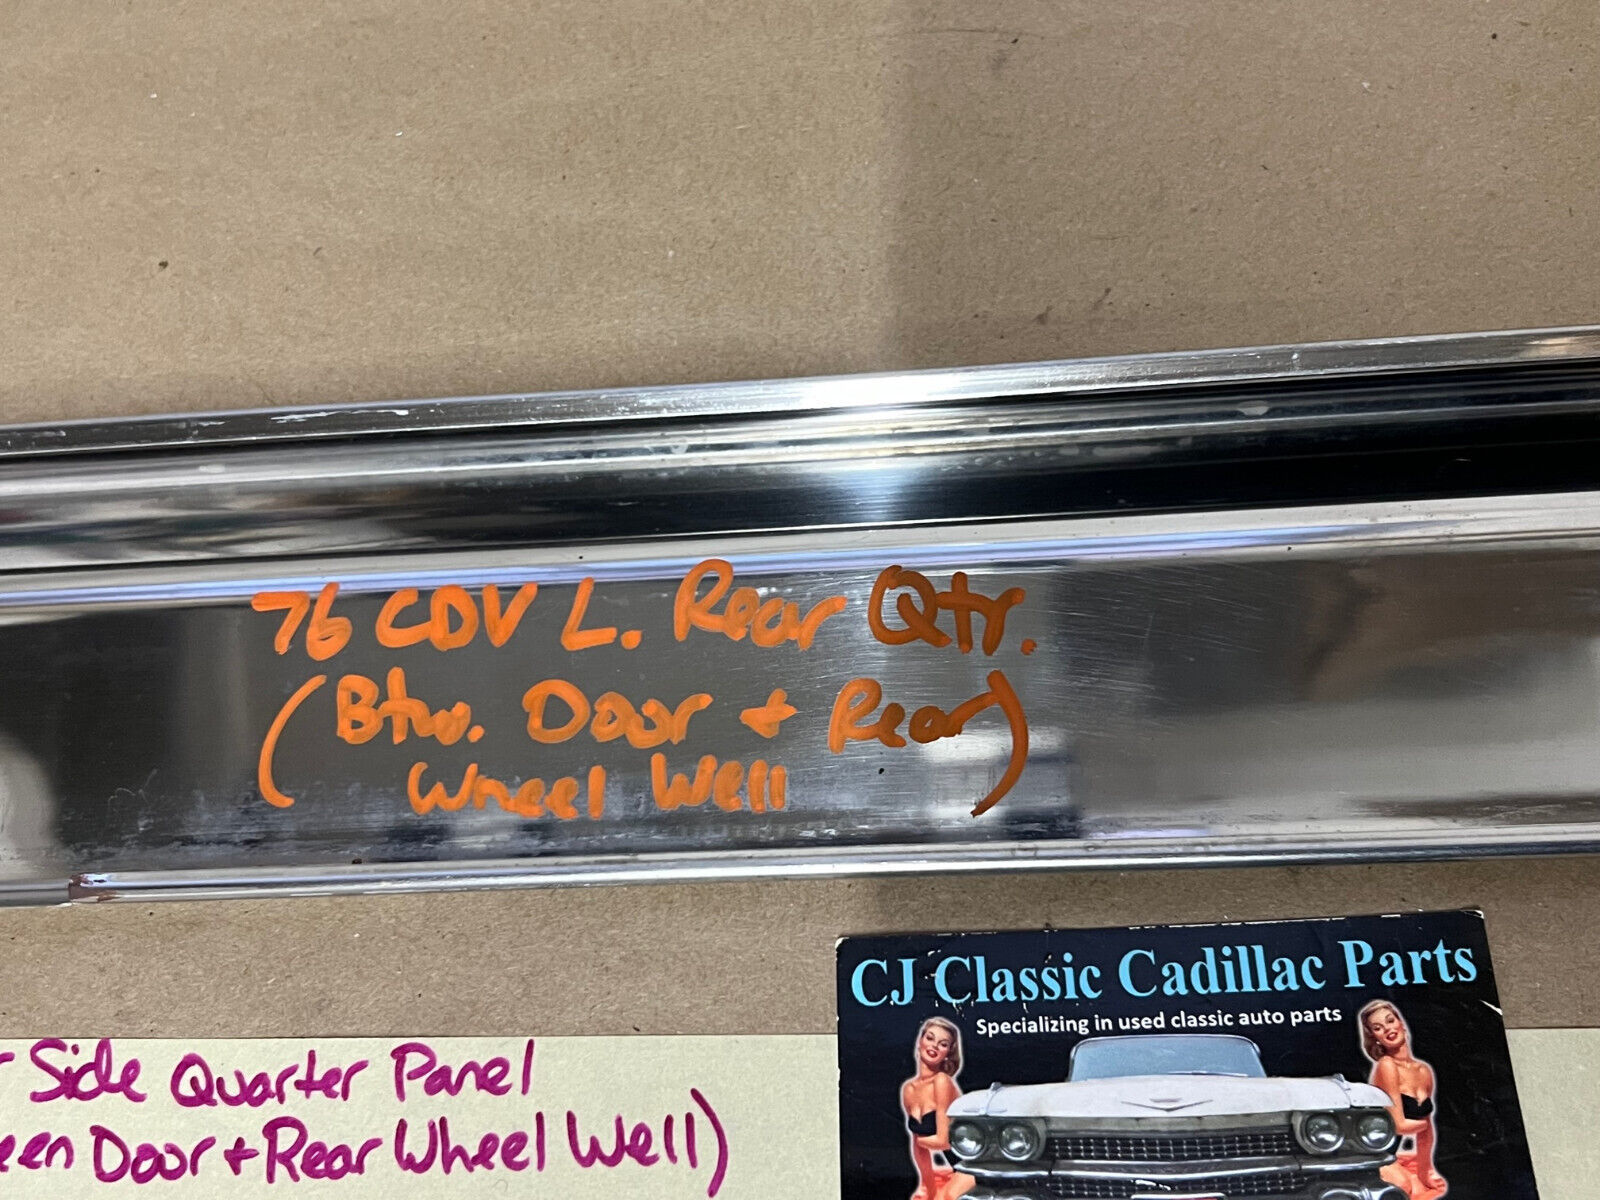 76 CDV L. Rear Qtr.
(Btw. Door + Rear)
Wheel Well
CJ Classic Cadillac Parts
Specializing in used classic auto parts
Side Quarter Panel
Door + Rear Wheel Well)